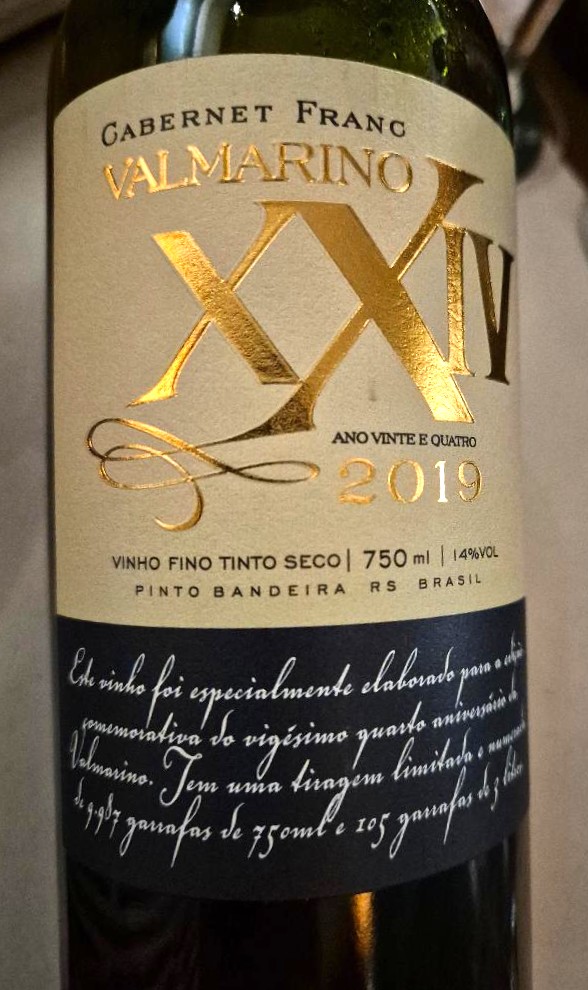 CABERNET FRANC
VALMARINO
XXIV
ANO VINTE E QUATRO
2019
VINHO FINO TINTO SECO | 750 ml | 14%VOL
PINTO BANDEIRA RS BRASIL
Este vinho foi especialmente elaborado para a edição
comemorativa do vigésimo quarto aniversário da
Valmarino. Tem uma tiragem limitada e
de 9.987 garrafas de 750ml e 105 garrafas de 3 litros.